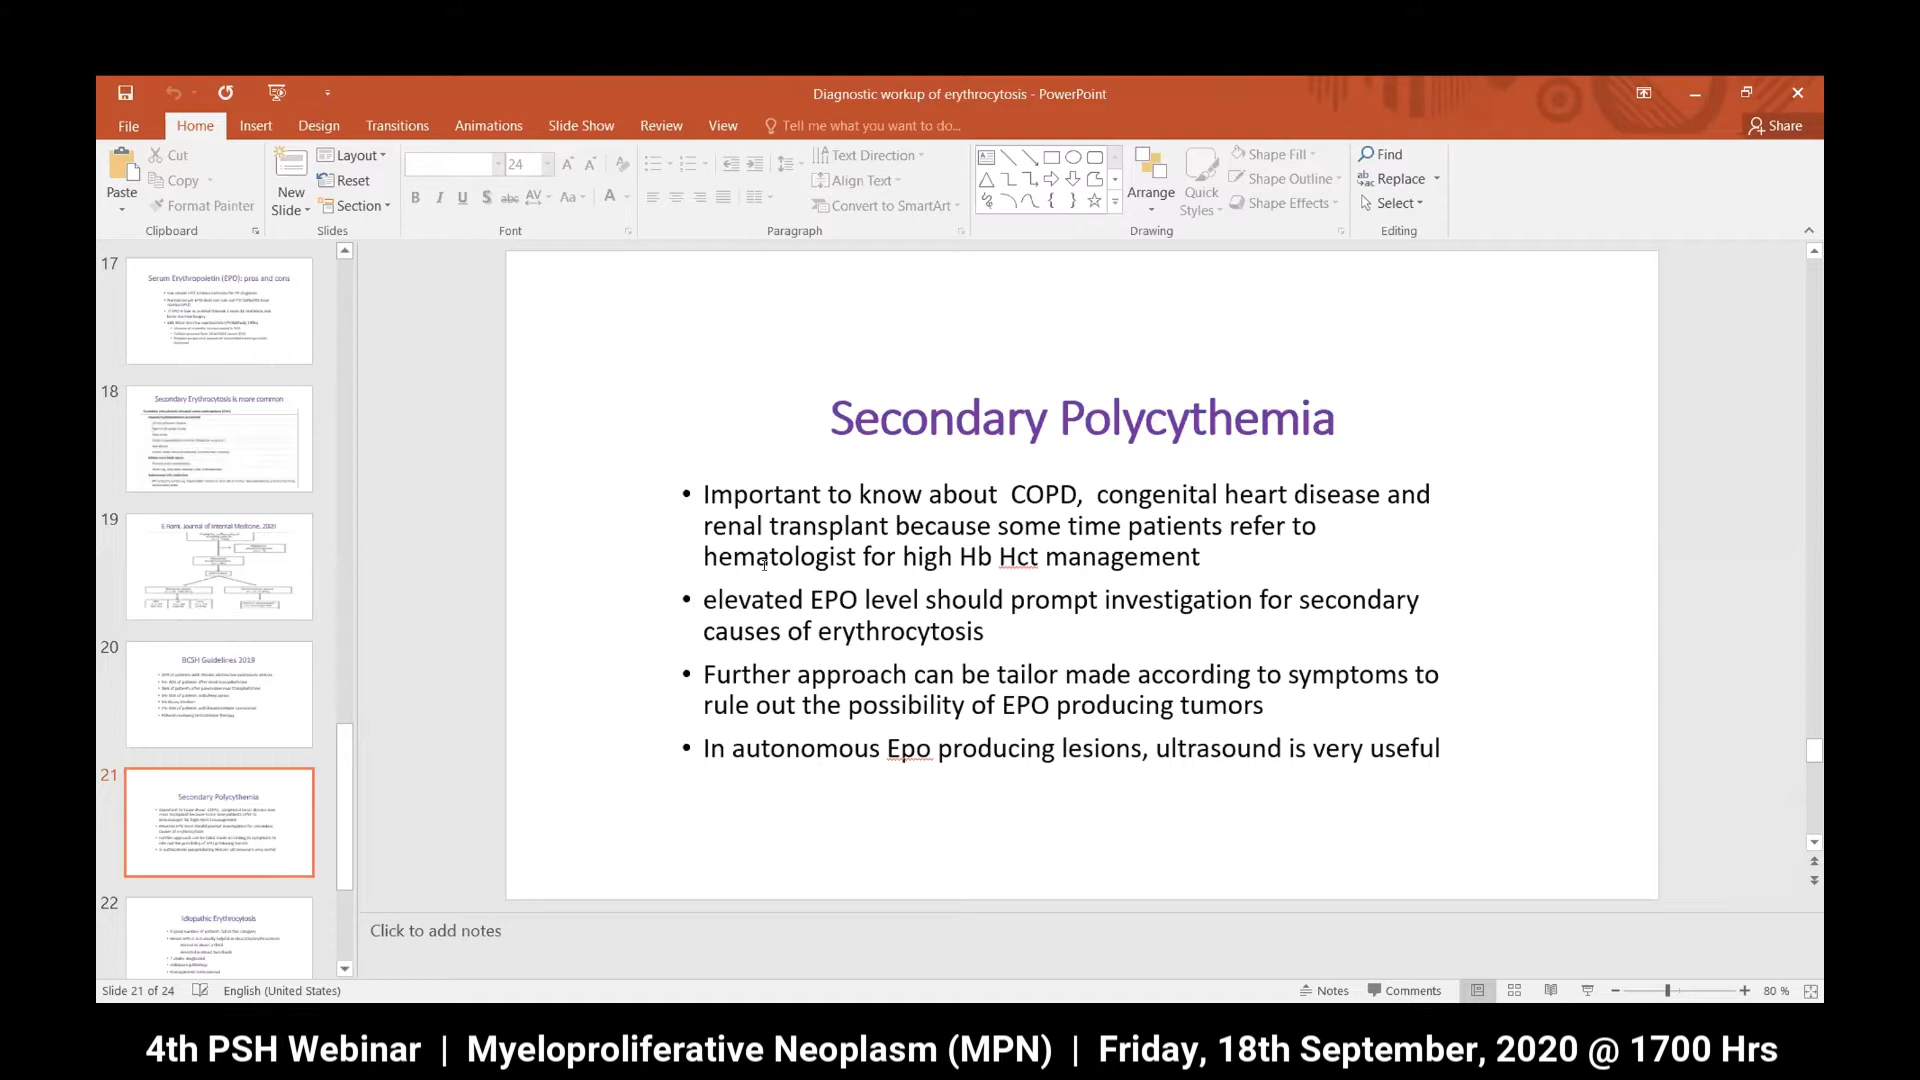 Diagnostic workup of erythrocytosis - PowerPoint
File Home Insert Design Transitions Animations Slide Show Review View Tell me what you want to do... Share
Paste
Cut
Copy
Format Painter
Clipboard
New Slide
Layout
Reset
Section
Slides
24
Font
Text Direction
Align Text
Convert to SmartArt
Paragraph
Arrange
Quick Styles
Shape Fill
Shape Outline
Shape Effects
Drawing
Find
Replace
Select
Editing
17
Serum Erythropoietin (EPO): pros and cons
18
Secondary Erythrocytosis is more common
19
20
BCSH Guidelines 2019
21
Secondary Polycythemia
22
Idiopathic Erythrocytosis
Secondary Polycythemia
• Important to know about COPD, congenital heart disease and
renal transplant because some time patients refer to
hematologist for high Hb Hct management
• elevated EPO level should prompt investigation for secondary
causes of erythrocytosis
• Further approach can be tailor made according to symptoms to
rule out the possibility of EPO producing tumors
• In autonomous Epo producing lesions, ultrasound is very useful
Click to add notes
Slide 21 of 24 English (United States) Notes Comments 80 %
4th PSH Webinar | Myeloproliferative Neoplasm (MPN) | Friday, 18th September, 2020 @ 1700 Hrs